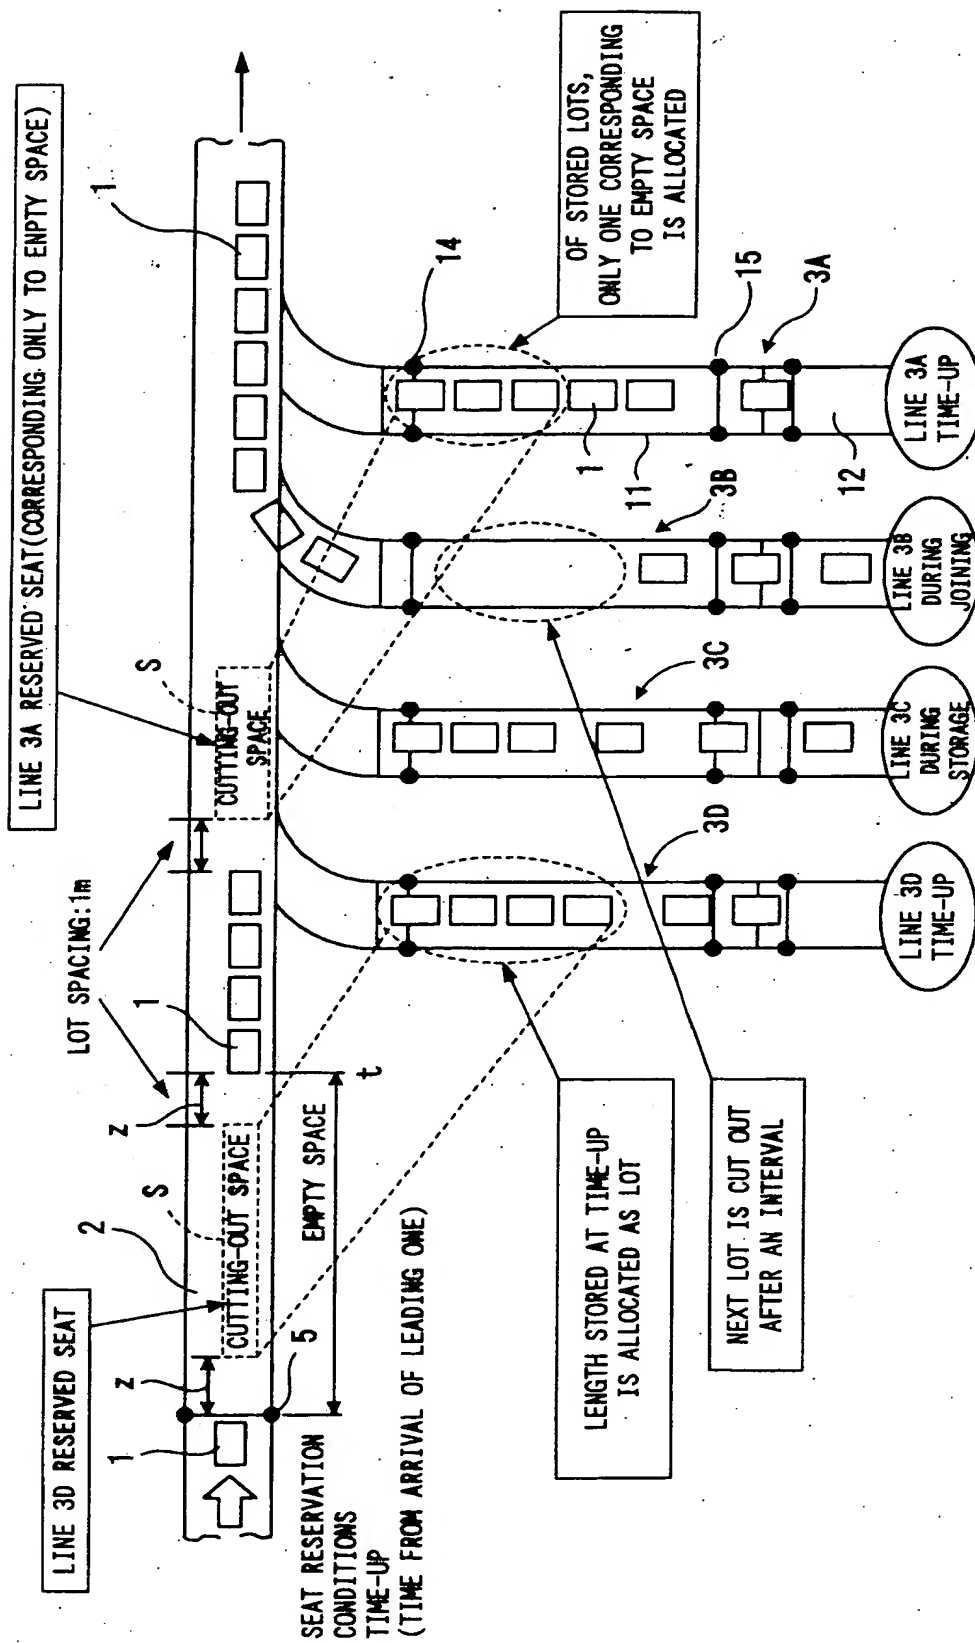 LINE 3A RESERVED SEAT(CORRESPONDING ONLY TO ENPTY SPACE)
LINE 3D RESERVED SEAT
LOT SPACING:1m
1
2
S
z
z
S
1
1
CUTTING-OUT SPACE
CUTTING-OUT
SPACE
5
EMPTY SPACE
t
SEAT RESERVATION
CONDITIONS
TIME-UP
(TIME FROM ARRIVAL OF LEADING ONE)
OF STORED LOTS,
ONLY ONE CORRESPONDING
TO EMPTY SPACE
IS ALLOCATED
14
15
3A
1
11
3B
12
3C
3D
LINE 3D
TIME-UP
LINE 3C
DURING
STORAGE
LINE 3B
DURING
JOINING
LINE 3A
TIME-UP
LENGTH STORED AT TIME-UP
IS ALLOCATED AS LOT
NEXT LOT IS CUT OUT
AFTER AN INTERVAL